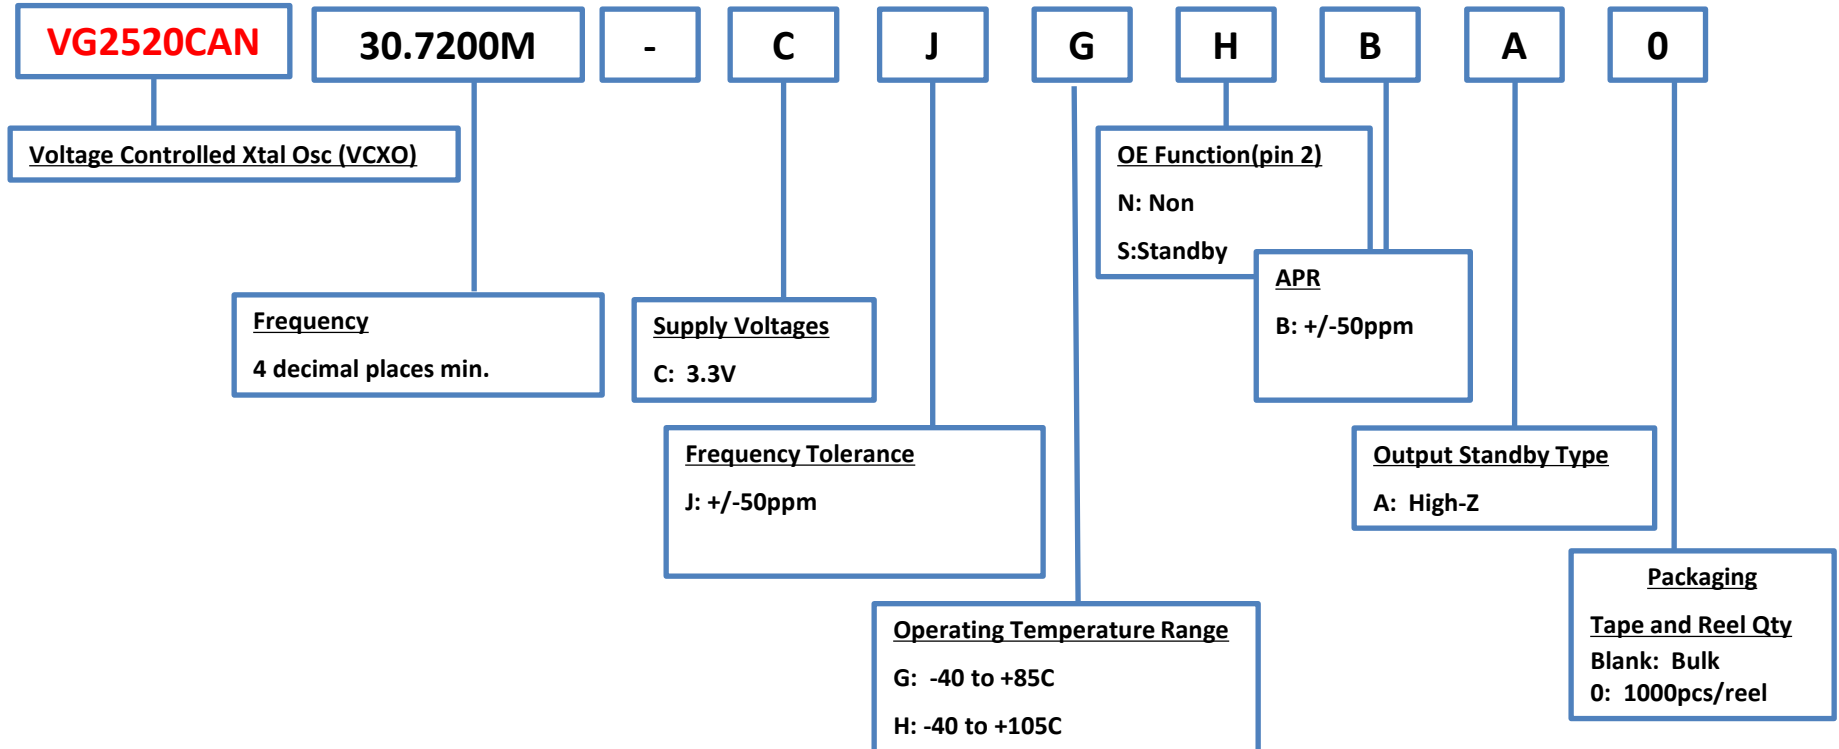 VG2520CAN 30.7200M - C J G H B A 0
Voltage Controlled Xtal Osc (VCXO)
OE Function(pin 2)
N: Non
S:Standby
APR
B: +/-50ppm
Frequency
4 decimal places min.
Supply Voltages
C: 3.3V
Frequency Tolerance
J: +/-50ppm
Output Standby Type
A: High-Z
Operating Temperature Range
G: -40 to +85C
H: -40 to +105C
Packaging
Tape and Reel Qty
Blank: Bulk
0: 1000pcs/reel